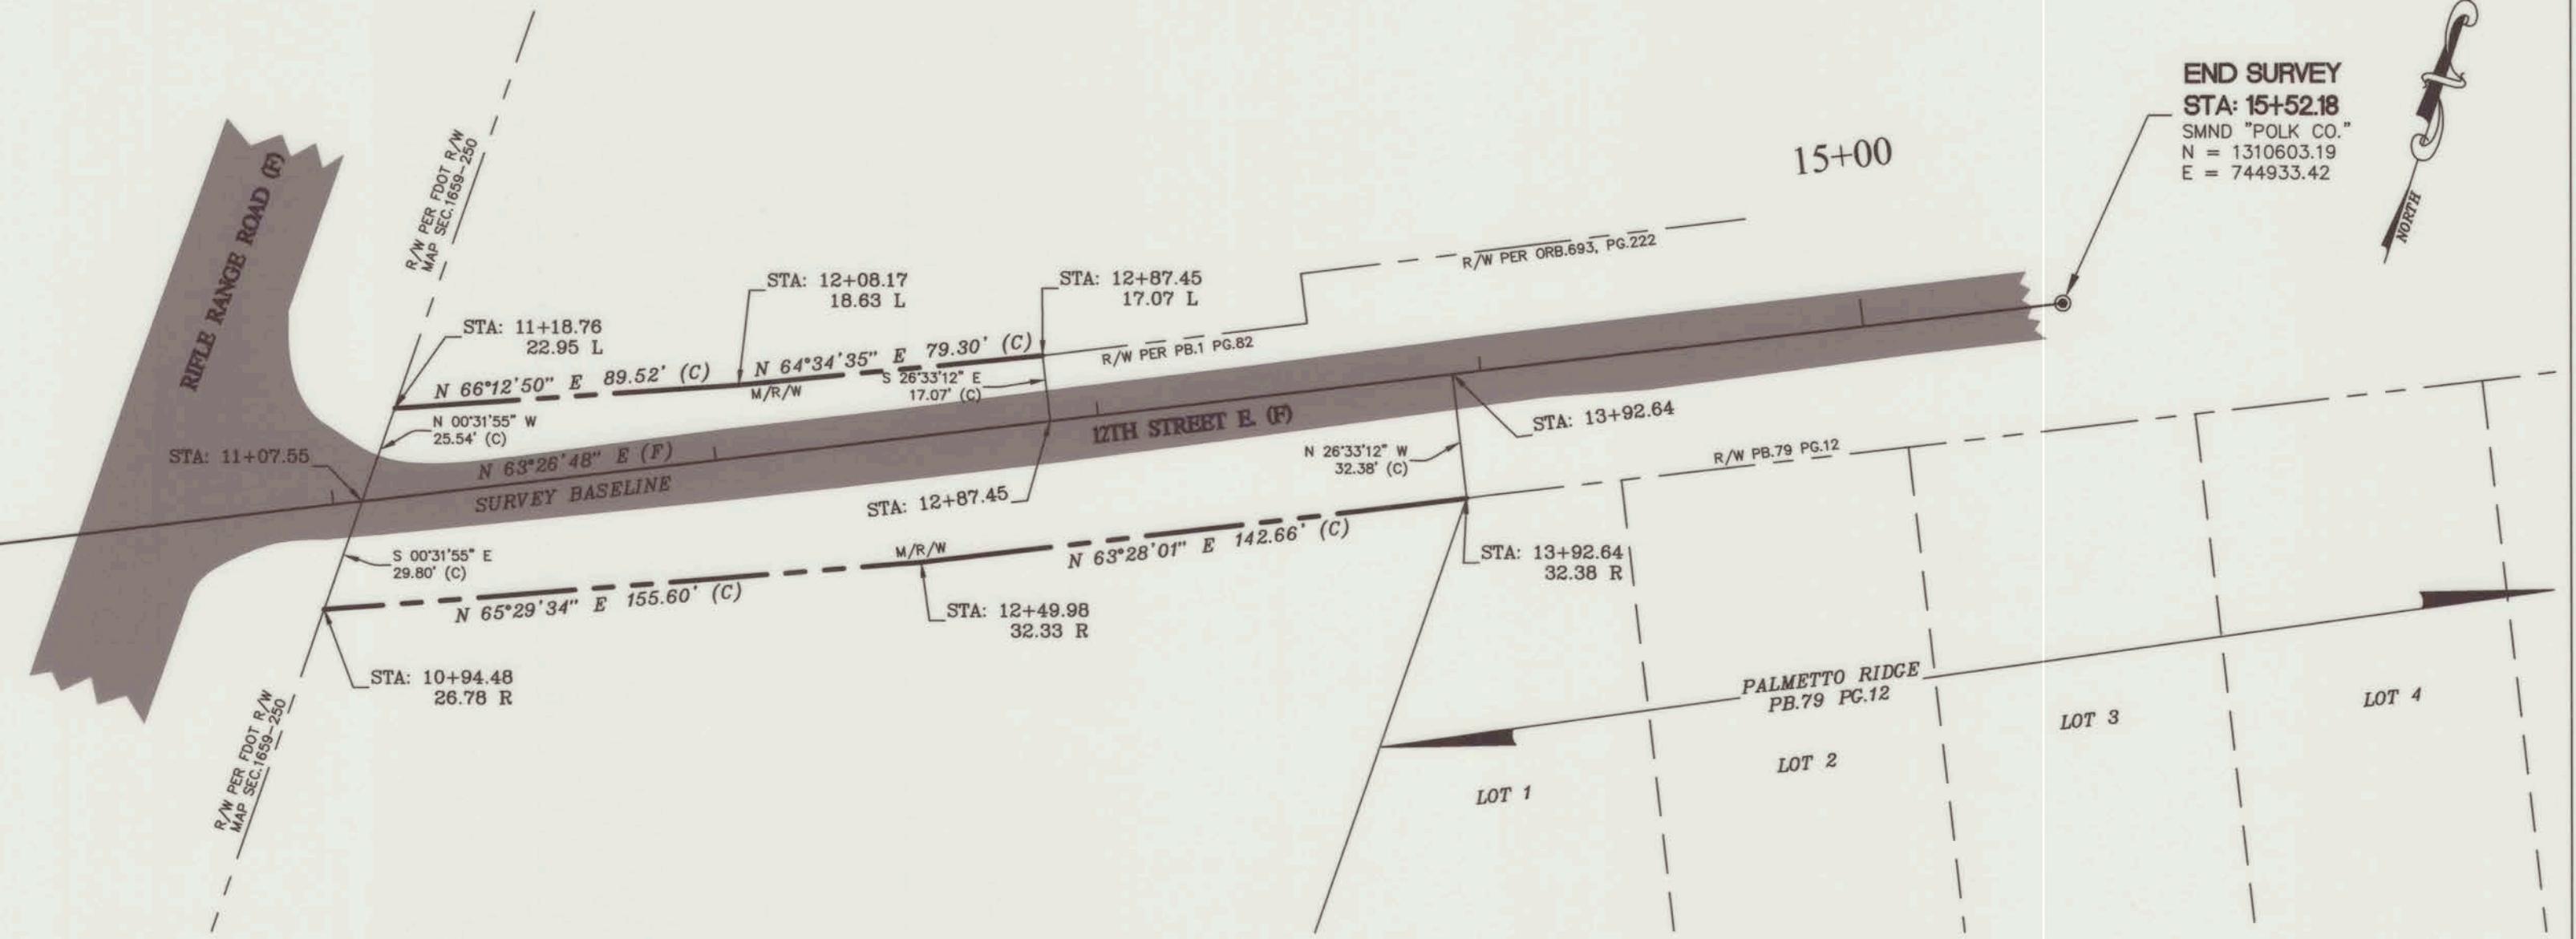 END SURVEY
STA: 15+52.18
SMND "POLK CO."
N = 1310603.19
E = 744933.42
NORTH
15+00
RIFLE RANGE ROAD (F)
R/W PER FDOT R/W
MAP SEC.1659-250
R/W PER ORB.693, PG.222
STA: 12+08.17
18.63 L
STA: 12+87.45
17.07 L
STA: 11+18.76
22.95 L
N 66°12'50" E 89.52' (C)
N 64°34'35" E 79.30' (C)
M/R/W
S 26°33'12" E
17.07' (C)
R/W PER PB.1 PG.82
N 00°31'55" W
25.54' (C)
STA: 11+07.55
N 63°26'48" E (F)
SURVEY BASELINE
12TH STREET E. (F)
STA: 12+87.45
STA: 13+92.64
N 26°33'12" W
32.38' (C)
R/W PB.79 PG.12
S 00°31'55" E
29.80' (C)
M/R/W
N 65°29'34" E 155.60' (C)
N 63°28'01" E 142.66' (C)
STA: 13+92.64
32.38 R
STA: 12+49.98
32.33 R
STA: 10+94.48
26.78 R
R/W PER FDOT R/W
MAP SEC.1659-250
PALMETTO RIDGE
PB.79 PG.12
LOT 1
LOT 2
LOT 3
LOT 4